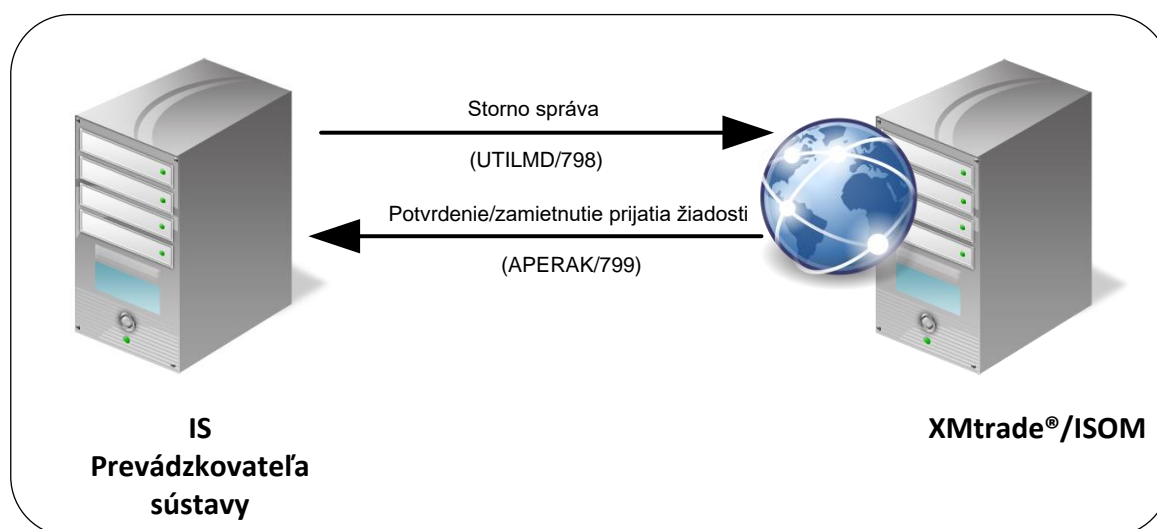 Storno správa
(UTILMD/798)
Potvrdenie/zamietnutie prijatia žiadosti
(APERAK/799)
IS
Prevádzkovateľa
sústavy
XMtrade®/ISOM